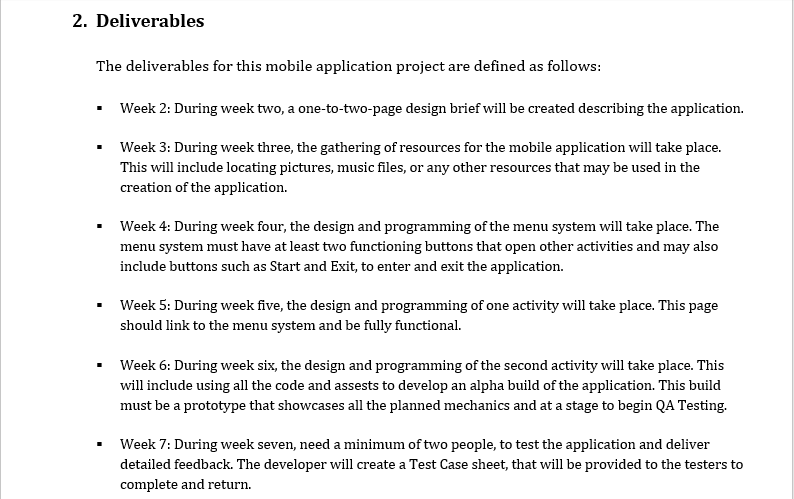 2. Deliverables
The deliverables for this mobile application project are defined as follows:
▪ Week 2: During week two, a one-to-two-page design brief will be created describing the application.
▪ Week 3: During week three, the gathering of resources for the mobile application will take place.
This will include locating pictures, music files, or any other resources that may be used in the
creation of the application.
▪ Week 4: During week four, the design and programming of the menu system will take place. The
menu system must have at least two functioning buttons that open other activities and may also
include buttons such as Start and Exit, to enter and exit the application.
▪ Week 5: During week five, the design and programming of one activity will take place. This page
should link to the menu system and be fully functional.
▪ Week 6: During week six, the design and programming of the second activity will take place. This
will include using all the code and assests to develop an alpha build of the application. This build
must be a prototype that showcases all the planned mechanics and at a stage to begin QA Testing.
▪ Week 7: During week seven, need a minimum of two people, to test the application and deliver
detailed feedback. The developer will create a Test Case sheet, that will be provided to the testers to
complete and return.